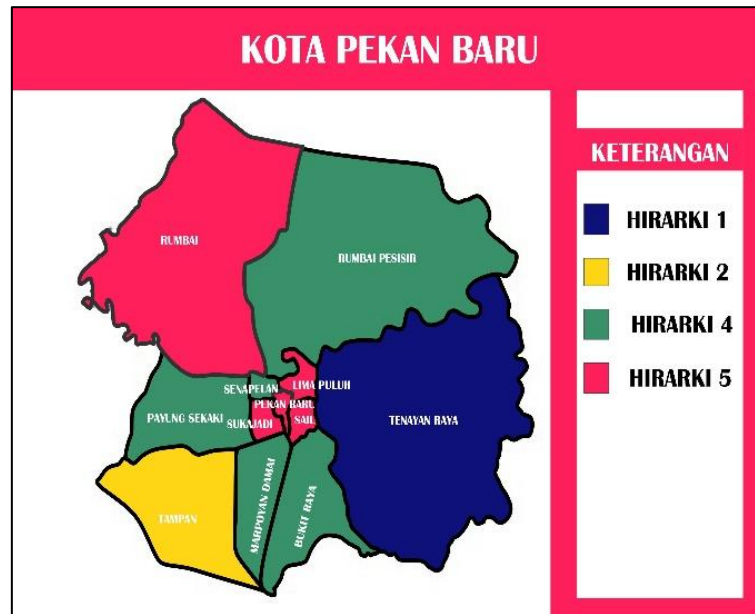 KOTA PEKAN BARU
KETERANGAN
HIRARKI 1
HIRARKI 2
HIRARKI 4
HIRARKI 5
RUMBAI
RUMBAI PESISIR
SENAPELAN
LIMA PULUH
PEKAN BARU
PAYUNG SEKAKI
SUKAJADI
SAIL
TENAYAN RAYA
TAMPAN
MARPOYAN DAMAI
BUKIT RAYA